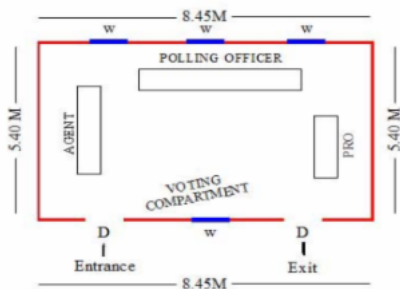 8.45M
W W W
POLLING OFFICER
5.40 M
AGENT
PRO
5.40 M
VOTING
COMPARTMENT
D W D
Entrance Exit
8.45M